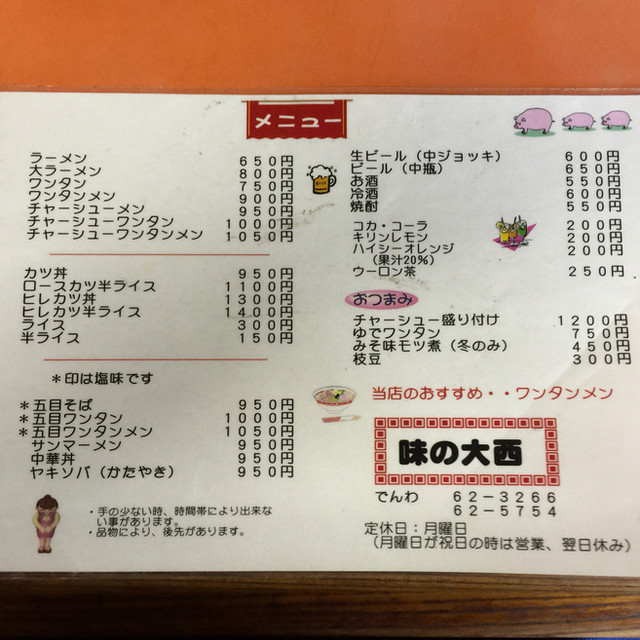 メニュー
ラーメン 650円
大ラーメン 800円
ワンタン 750円
ワンタンメン 900円
チャーシューメン 950円
チャーシューワンタン 1000円
チャーシューワンタンメン 1050円
カツ丼 950円
ロースカツ半ライス 1100円
ヒレカツ丼 1300円
ヒレカツ半ライス 1400円
ライス 300円
半ライス 150円
*印は塩味です
*五目そば 950円
*五目ワンタン 1000円
*五目ワンタンメン 1050円
サンマーメン 950円
中華丼 950円
ヤキソバ(かたやき) 950円
・手の少ない時、時間帯により出来な
い事があります。
・品物により、後先があります。
生ビール(中ジョッキ) 600円
ビール(中瓶) 650円
お酒 550円
冷酒 600円
焼酎 550円
コカ・コーラ 200円
キリンレモン 200円
ハイシーオレンジ 200円
(果汁20%)
ウーロン茶 250円
おつまみ
チャーシュー盛り付け 1200円
ゆでワンタン 750円
みそ味モツ煮(冬のみ) 450円
枝豆 300円
当店のおすすめ・・ワンタンメン
味の大西
でんわ 62-3266
62-5754
定休日:月曜日
(月曜日が祝日の時は営業、翌日休み)